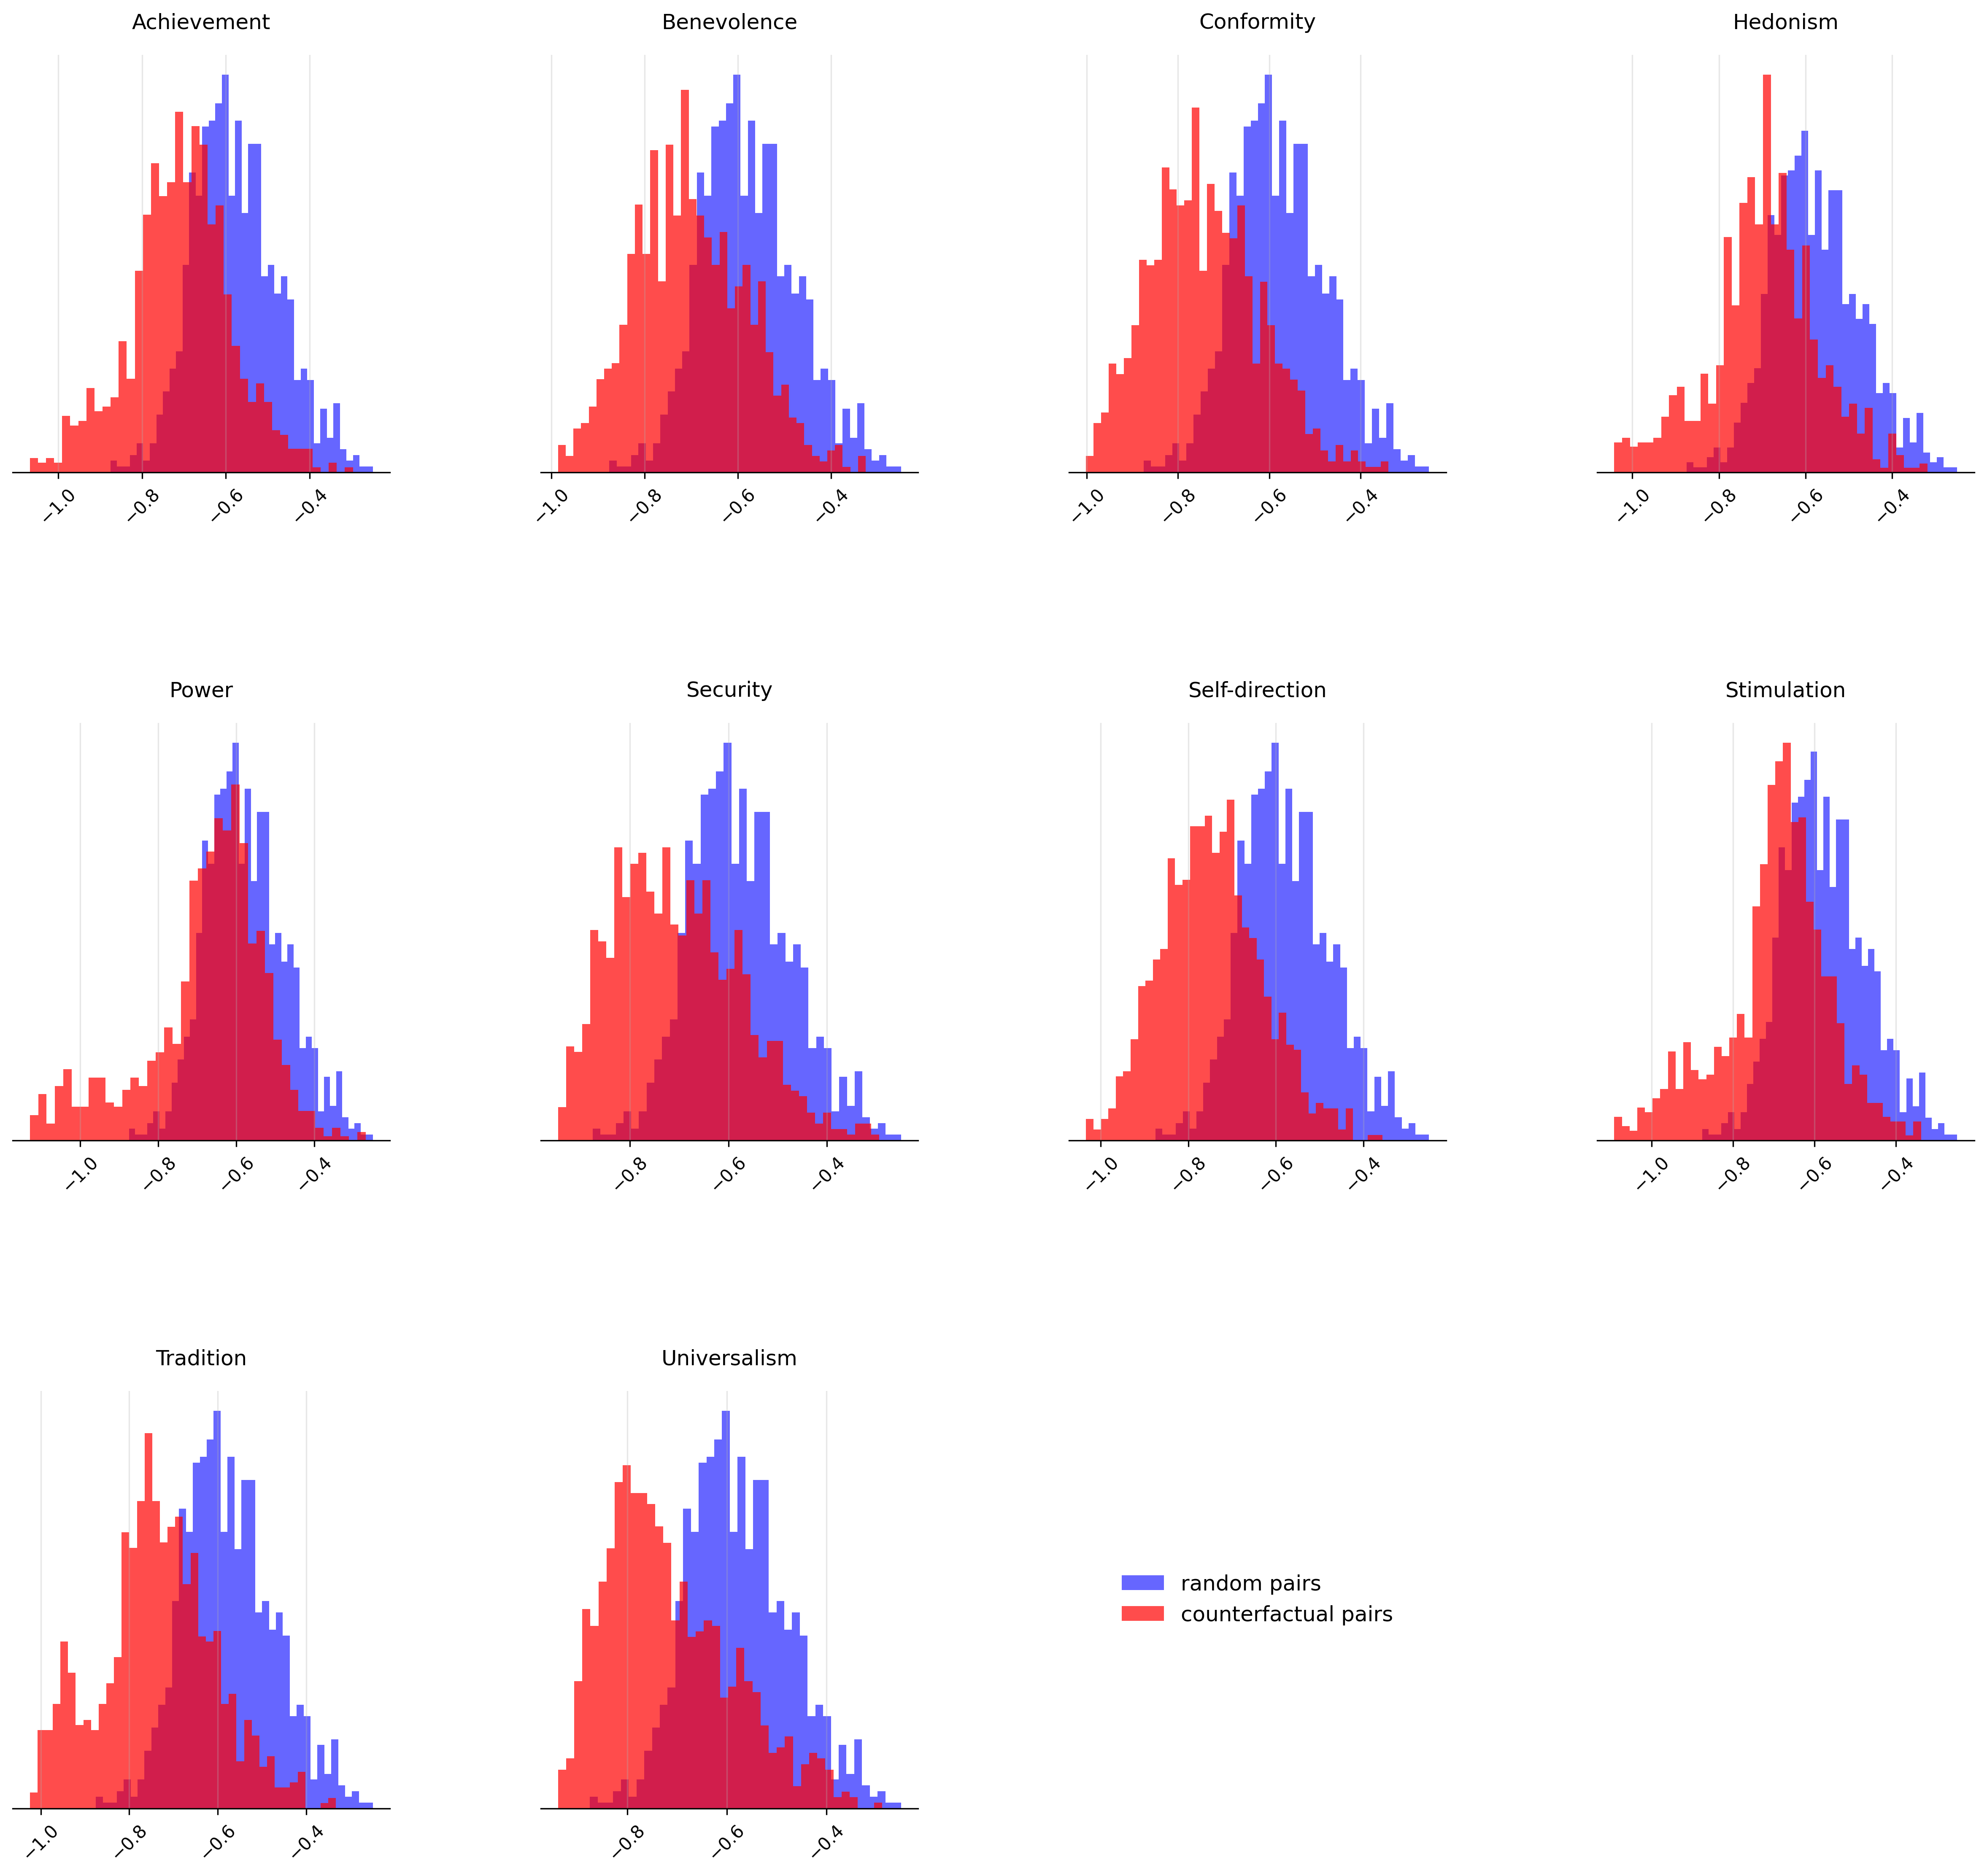 Achievement Benevolence Conformity Hedonism
−1.0 −0.8 −0.6 −0.4 −1.0 −0.8 −0.6 −0.4 −1.0 −0.8 −0.6 −0.4 −1.0 −0.8 −0.6 −0.4
Power Security Self-direction Stimulation
−1.0 −0.8 −0.6 −0.4 −0.8 −0.6 −0.4 −1.0 −0.8 −0.6 −0.4 −1.0 −0.8 −0.6 −0.4
Tradition Universalism
random pairs
counterfactual pairs
−1.0 −0.8 −0.6 −0.4 −0.8 −0.6 −0.4